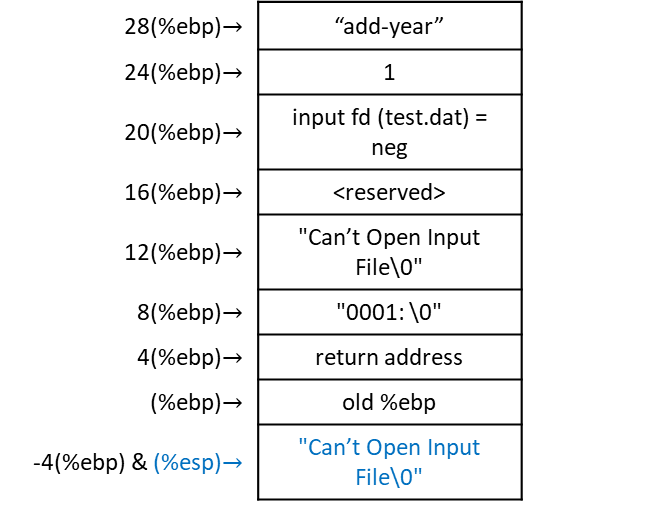 28(%ebp)→ “add-year”
24(%ebp)→ 1
20(%ebp)→ input fd (test.dat) =
neg
16(%ebp)→ <reserved>
12(%ebp)→ "Can’t Open Input
File\0"
8(%ebp)→ "0001: \0"
4(%ebp)→ return address
(%ebp)→ old %ebp
-4(%ebp) & (%esp)→ "Can’t Open Input
File\0"